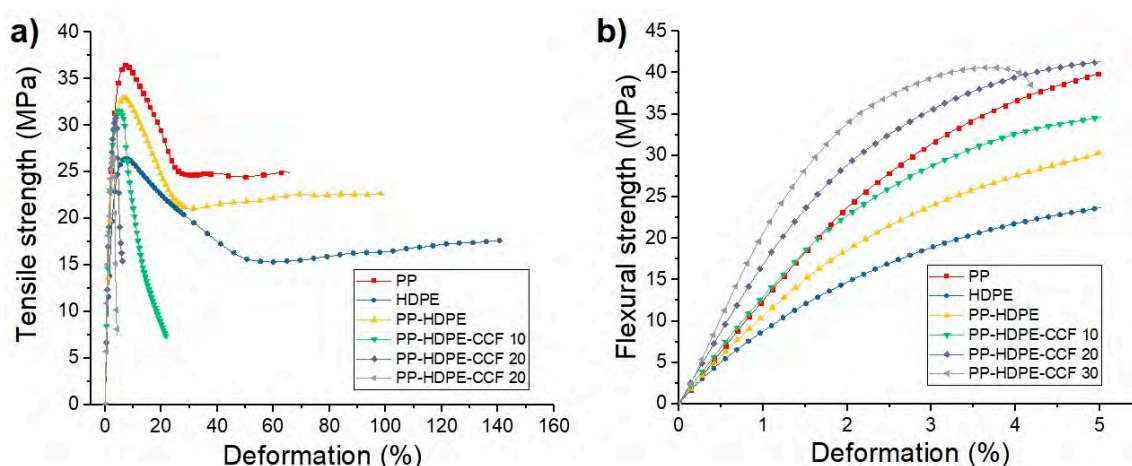 a)
Tensile strength (MPa)
40
35
30
25
20
15
10
5
0
0 20 40 60 80 100 120 140 160
Deformation (%)
PP
HDPE
PP-HDPE
PP-HDPE-CCF 10
PP-HDPE-CCF 20
PP-HDPE-CCF 20
b)
Flexural strength (MPa)
45
40
35
30
25
20
15
10
5
0
0 1 2 3 4 5
Deformation (%)
PP
HDPE
PP-HDPE
PP-HDPE-CCF 10
PP-HDPE-CCF 20
PP-HDPE-CCF 30